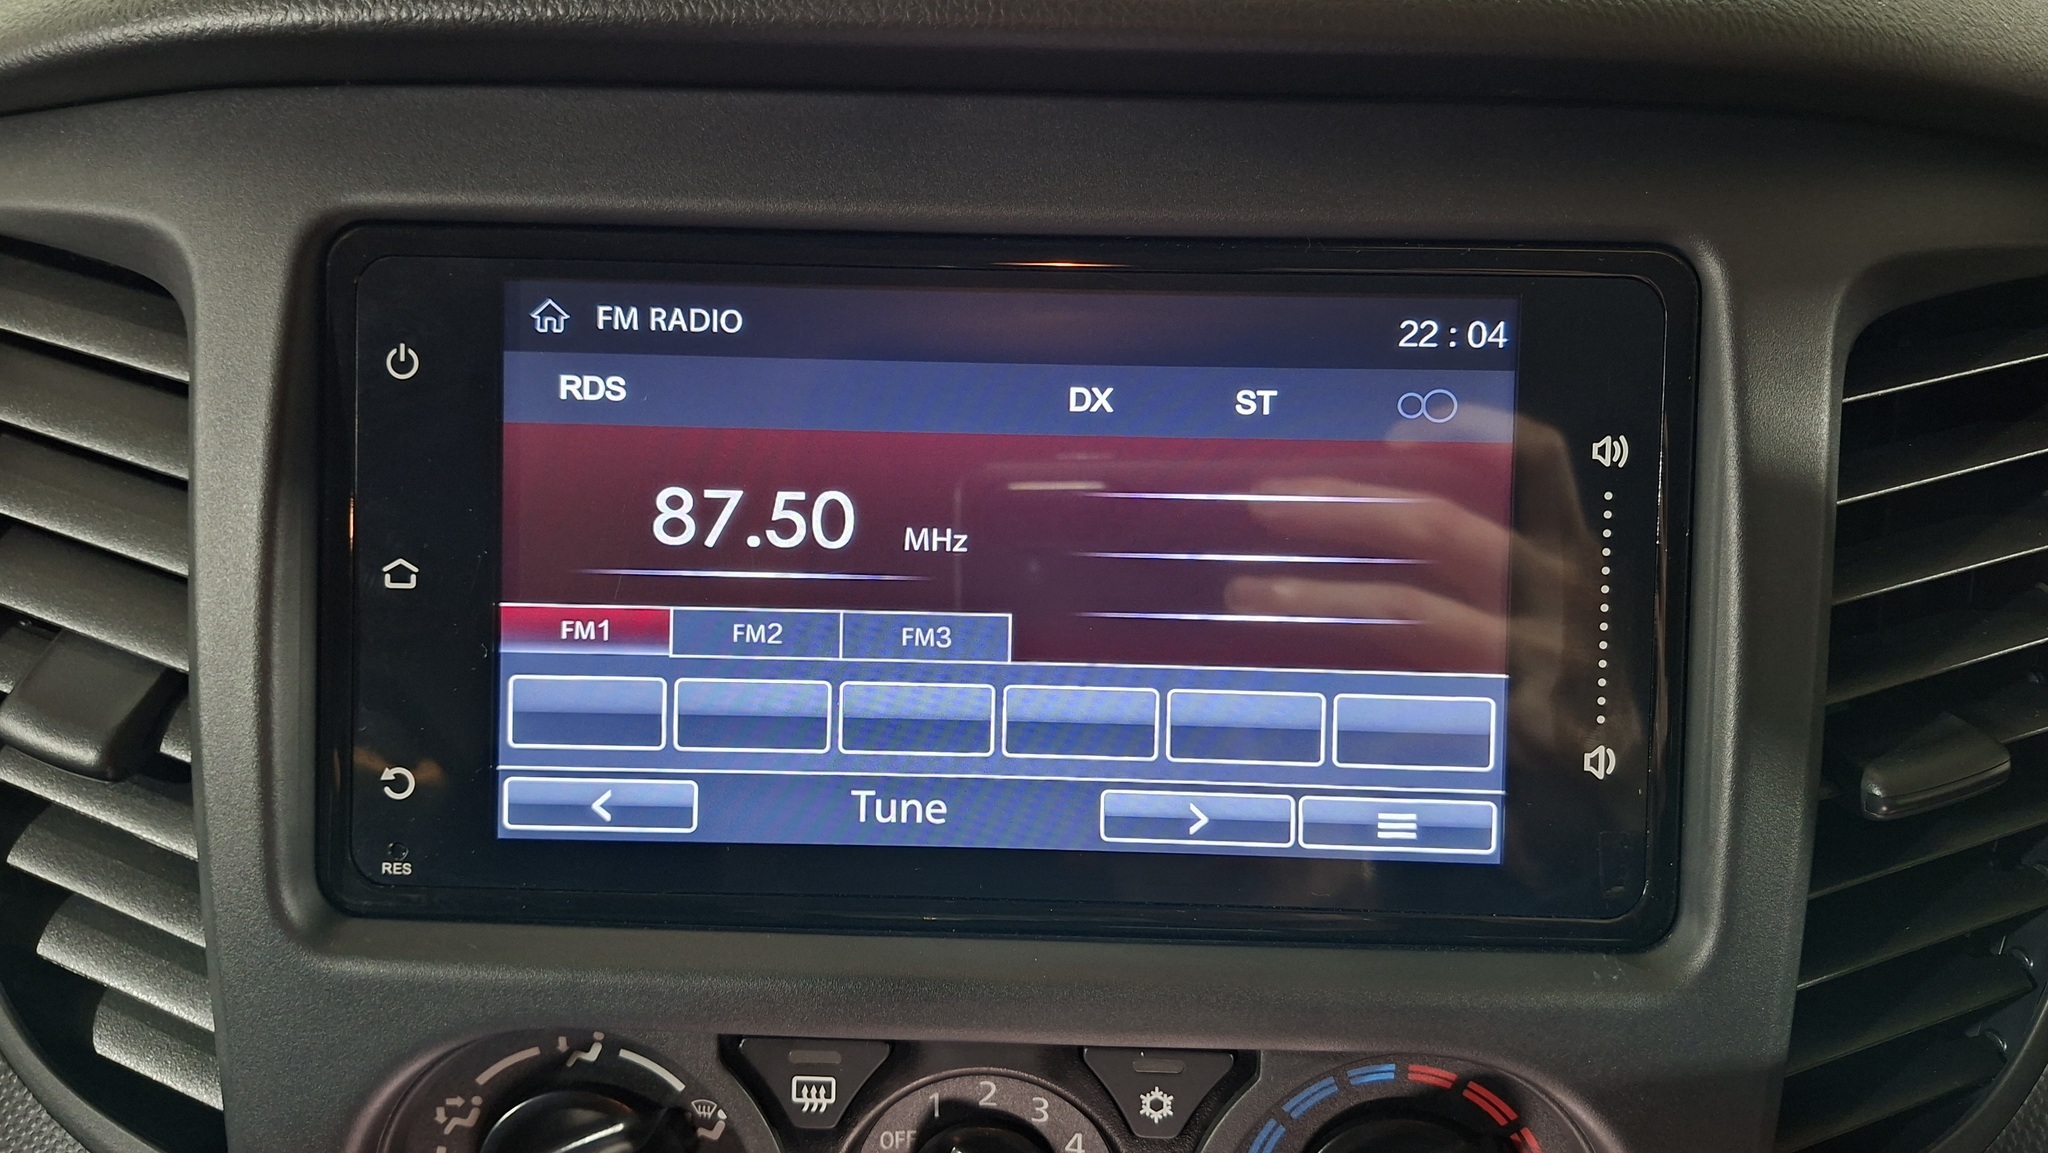 FM RADIO
22 : 04
RDS
DX
ST
87.50 MHz
FM1
FM2
FM3
Tune
RES
OFF
1
2
3
4